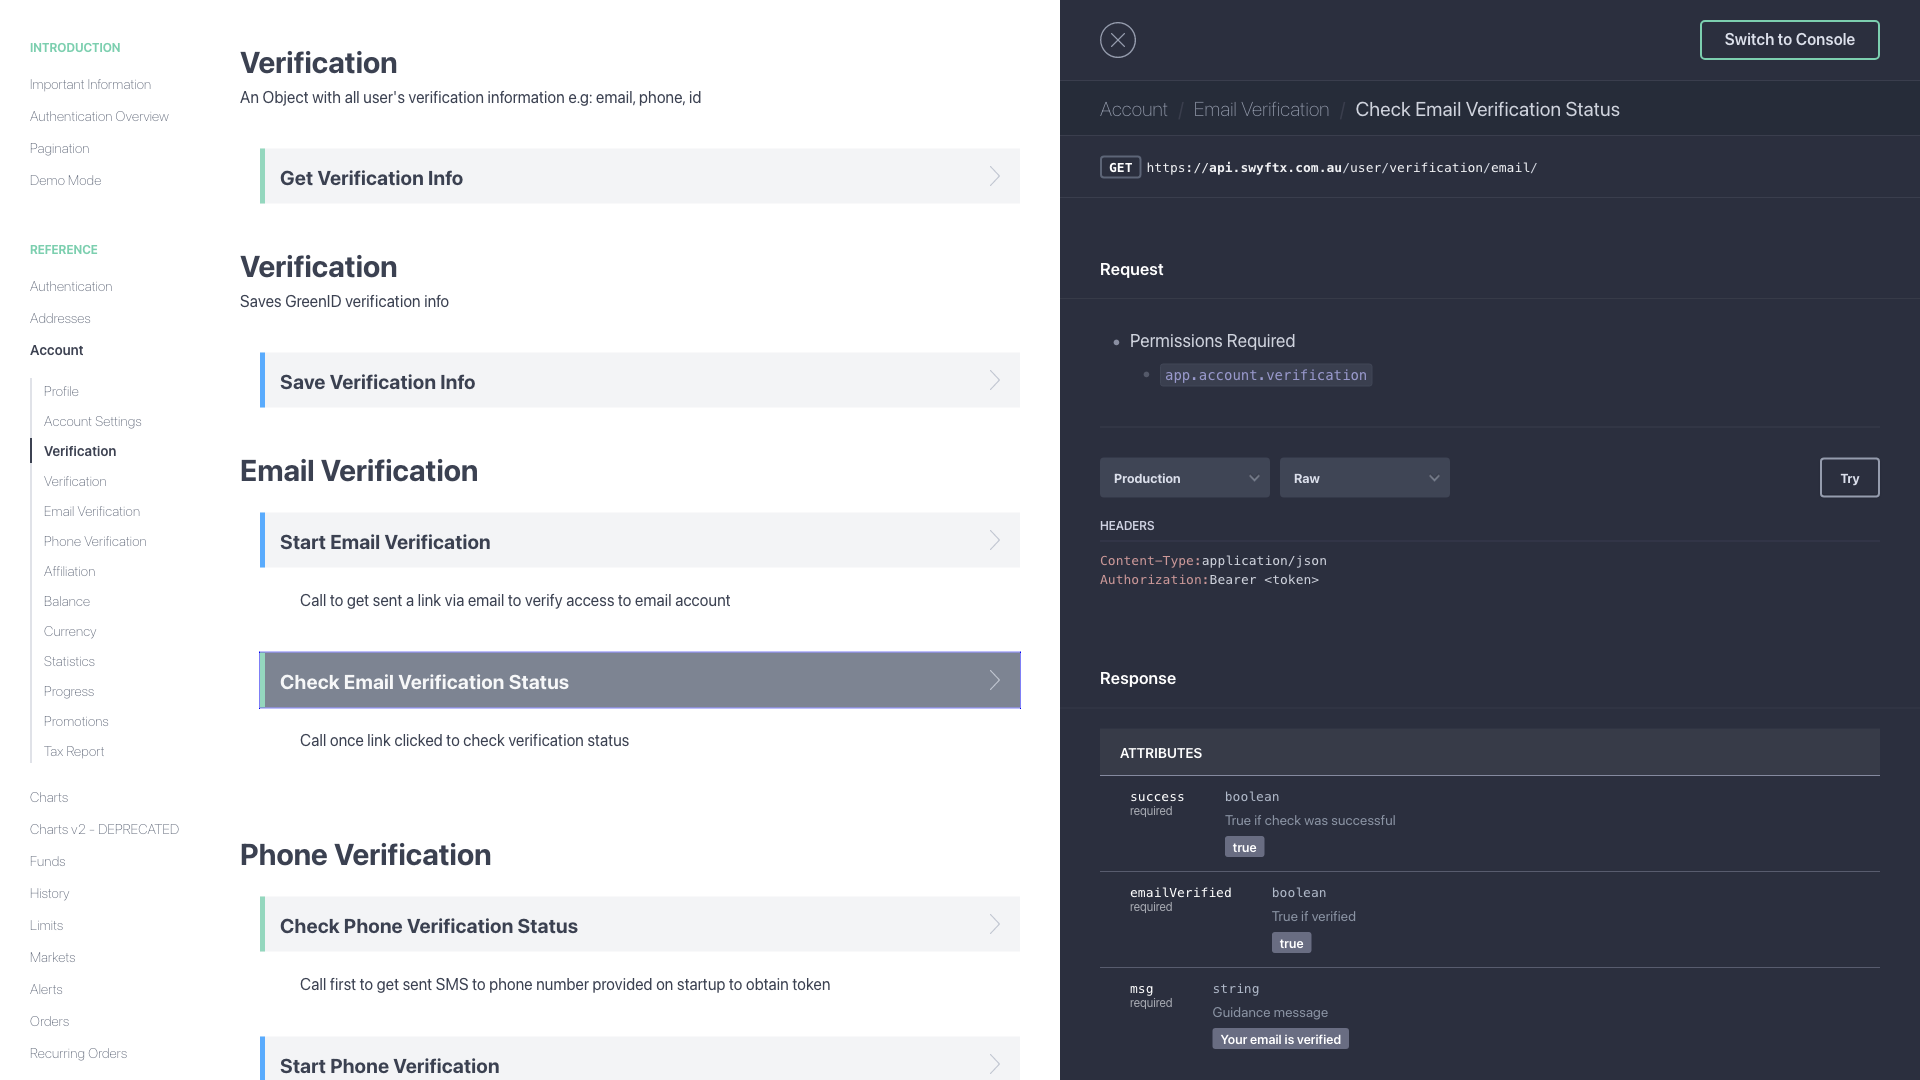 INTRODUCTION
Important Information
Authentication Overview
Pagination
Demo Mode
REFERENCE
Authentication
Addresses
Account
Profile
Account Settings
Verification
Verification
Email Verification
Phone Verification
Affiliation
Balance
Currency
Statistics
Progress
Promotions
Tax Report
Charts
Charts v2 - DEPRECATED
Funds
History
Limits
Markets
Alerts
Orders
Recurring Orders
Verification
An Object with all user's verification information e.g: email, phone, id
Get Verification Info
Verification
Saves GreenID verification info
Save Verification Info
Email Verification
Start Email Verification
Call to get sent a link via email to verify access to email account
Check Email Verification Status
Call once link clicked to check verification status
Phone Verification
Check Phone Verification Status
Call first to get sent SMS to phone number provided on startup to obtain token
Start Phone Verification
Switch to Console
Account / Email Verification / Check Email Verification Status
GET https://api.swyftx.com.au/user/verification/email/
Request
Permissions Required
app.account.verification
Production Raw Try
HEADERS
Content-Type:application/json
Authorization:Bearer <token>
Response
ATTRIBUTES
success boolean
required
True if check was successful
true
emailVerified boolean
required
True if verified
true
msg string
required
Guidance message
Your email is verified